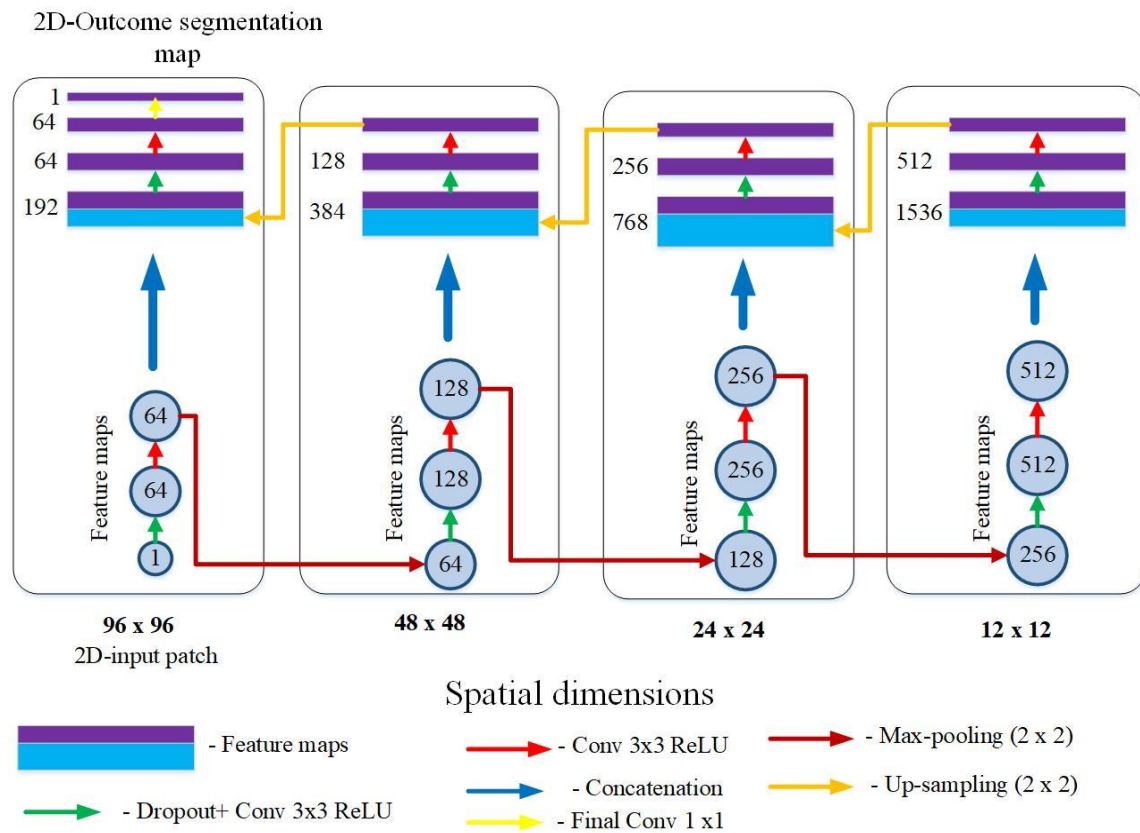 2D-Outcome segmentation
map
1
64
64
192
128
384
256
768
512
1536
Feature maps
64
64
1
Feature maps
128
128
64
Feature maps
256
256
128
Feature maps
512
512
256
96 x 96
2D-input patch
48 x 48
24 x 24
12 x 12
Spatial dimensions
- Feature maps
- Dropout+ Conv 3x3 ReLU
- Conv 3x3 ReLU
- Concatenation
- Final Conv 1 x1
- Max-pooling (2 x 2)
- Up-sampling (2 x 2)